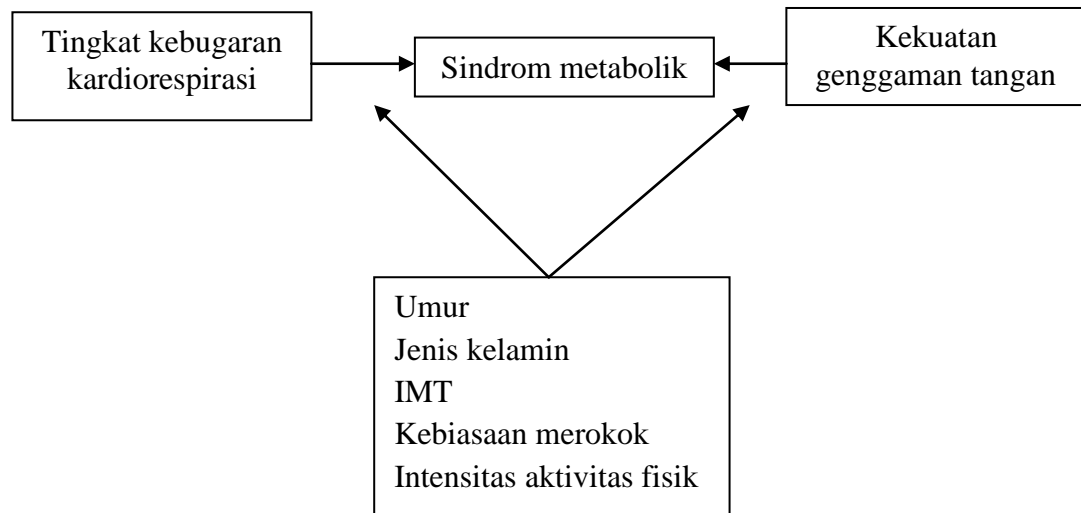 Tingkat kebugaran
kardiorespirasi
Sindrom metabolik
Kekuatan
genggaman tangan
Umur
Jenis kelamin
IMT
Kebiasaan merokok
Intensitas aktivitas fisik